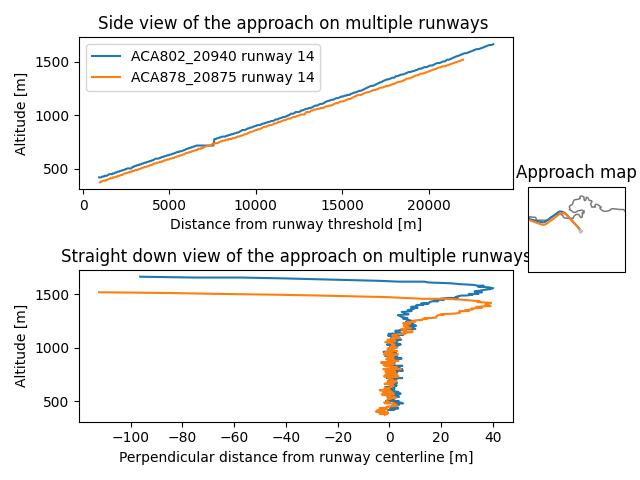 Side view of the approach on multiple runways
1500
1000
500
Altitude [m]
ACA802_20940 runway 14
ACA878_20875 runway 14
0
5000
10000
15000
20000
Distance from runway threshold [m]
Approach map
Straight down view of the approach on multiple runways
1500
1000
500
Altitude [m]
−100
−80
−60
−40
−20
0
20
40
Perpendicular distance from runway centerline [m]